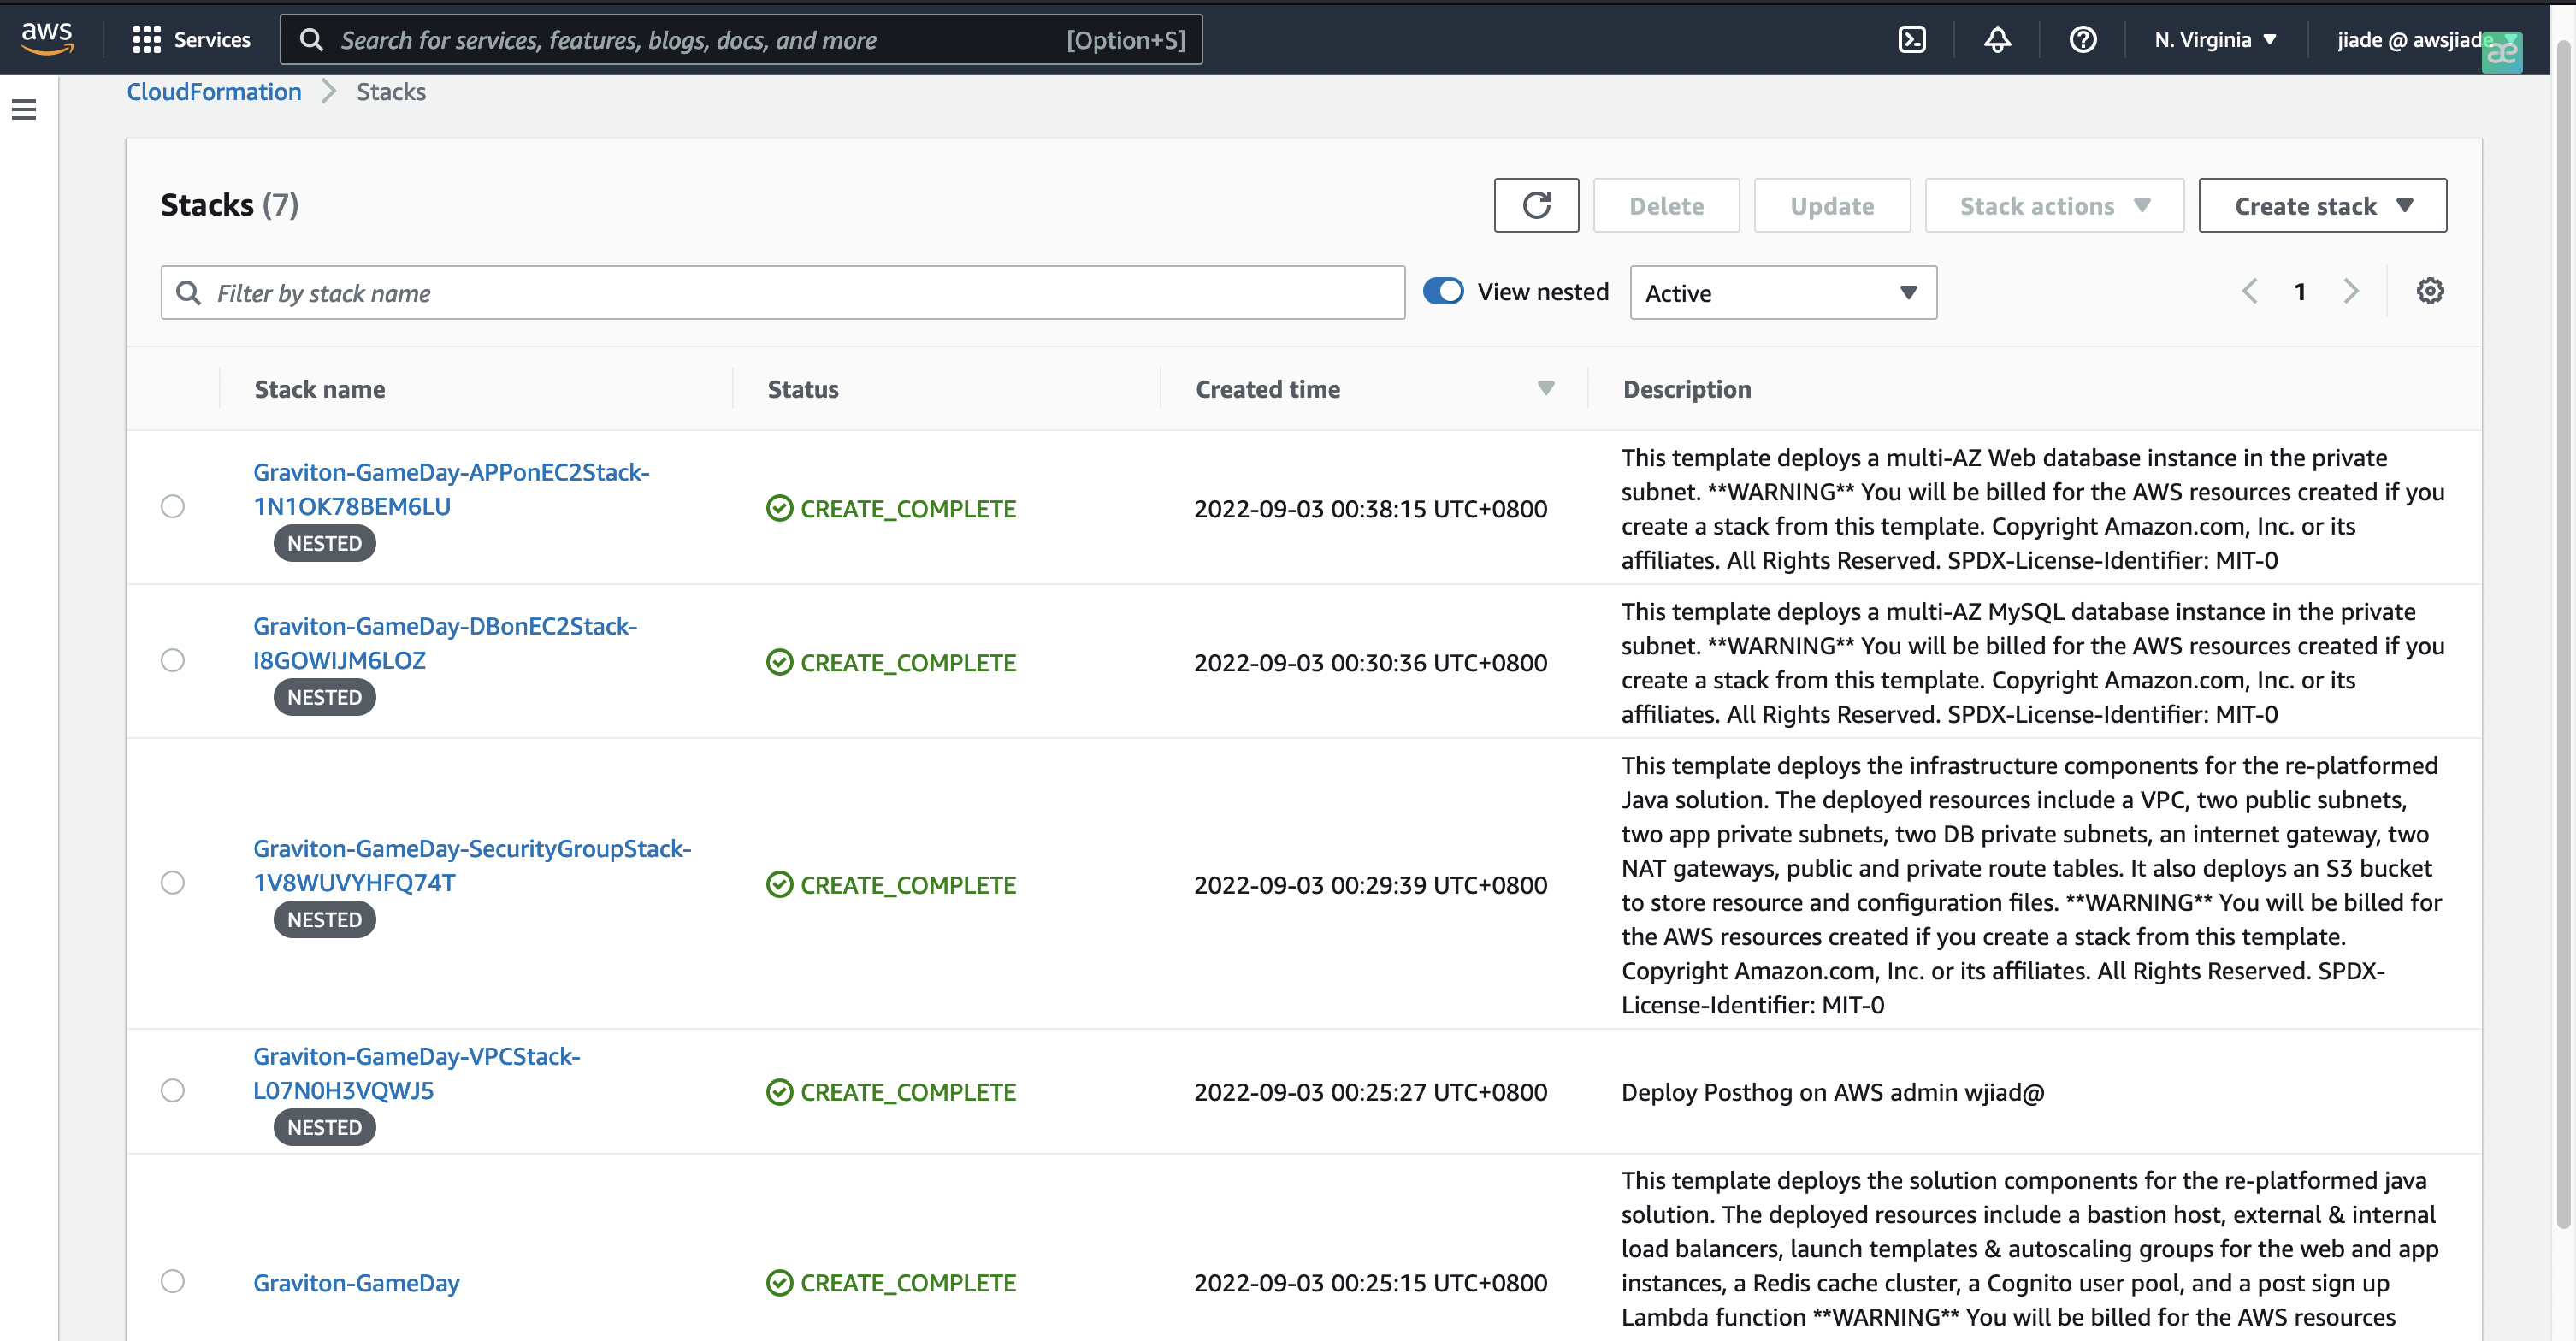 aws
Services
Search for services, features, blogs, docs, and more
[Option+S]
N. Virginia
jiade @ awsjiade
æ
CloudFormation
Stacks
Stacks (7)
Delete
Update
Stack actions
Create stack
Filter by stack name
View nested
Active
1
Stack name
Status
Created time
Description
Graviton-GameDay-APPonEC2Stack-
1N1OK78BEM6LU
NESTED
CREATE_COMPLETE
2022-09-03 00:38:15 UTC+0800
This template deploys a multi-AZ Web database instance in the private
subnet. **WARNING** You will be billed for the AWS resources created if you
create a stack from this template. Copyright Amazon.com, Inc. or its
affiliates. All Rights Reserved. SPDX-License-Identifier: MIT-0
Graviton-GameDay-DBonEC2Stack-
I8GOWIJM6LOZ
NESTED
CREATE_COMPLETE
2022-09-03 00:30:36 UTC+0800
This template deploys a multi-AZ MySQL database instance in the private
subnet. **WARNING** You will be billed for the AWS resources created if you
create a stack from this template. Copyright Amazon.com, Inc. or its
affiliates. All Rights Reserved. SPDX-License-Identifier: MIT-0
Graviton-GameDay-SecurityGroupStack-
1V8WUVYHFQ74T
NESTED
CREATE_COMPLETE
2022-09-03 00:29:39 UTC+0800
This template deploys the infrastructure components for the re-platformed
Java solution. The deployed resources include a VPC, two public subnets,
two app private subnets, two DB private subnets, an internet gateway, two
NAT gateways, public and private route tables. It also deploys an S3 bucket
to store resource and configuration files. **WARNING** You will be billed for
the AWS resources created if you create a stack from this template.
Copyright Amazon.com, Inc. or its affiliates. All Rights Reserved. SPDX-
License-Identifier: MIT-0
Graviton-GameDay-VPCStack-
L07N0H3VQWJ5
NESTED
CREATE_COMPLETE
2022-09-03 00:25:27 UTC+0800
Deploy Posthog on AWS admin wjiad@
Graviton-GameDay
CREATE_COMPLETE
2022-09-03 00:25:15 UTC+0800
This template deploys the solution components for the re-platformed java
solution. The deployed resources include a bastion host, external & internal
load balancers, launch templates & autoscaling groups for the web and app
instances, a Redis cache cluster, a Cognito user pool, and a post sign up
Lambda function **WARNING** You will be billed for the AWS resources